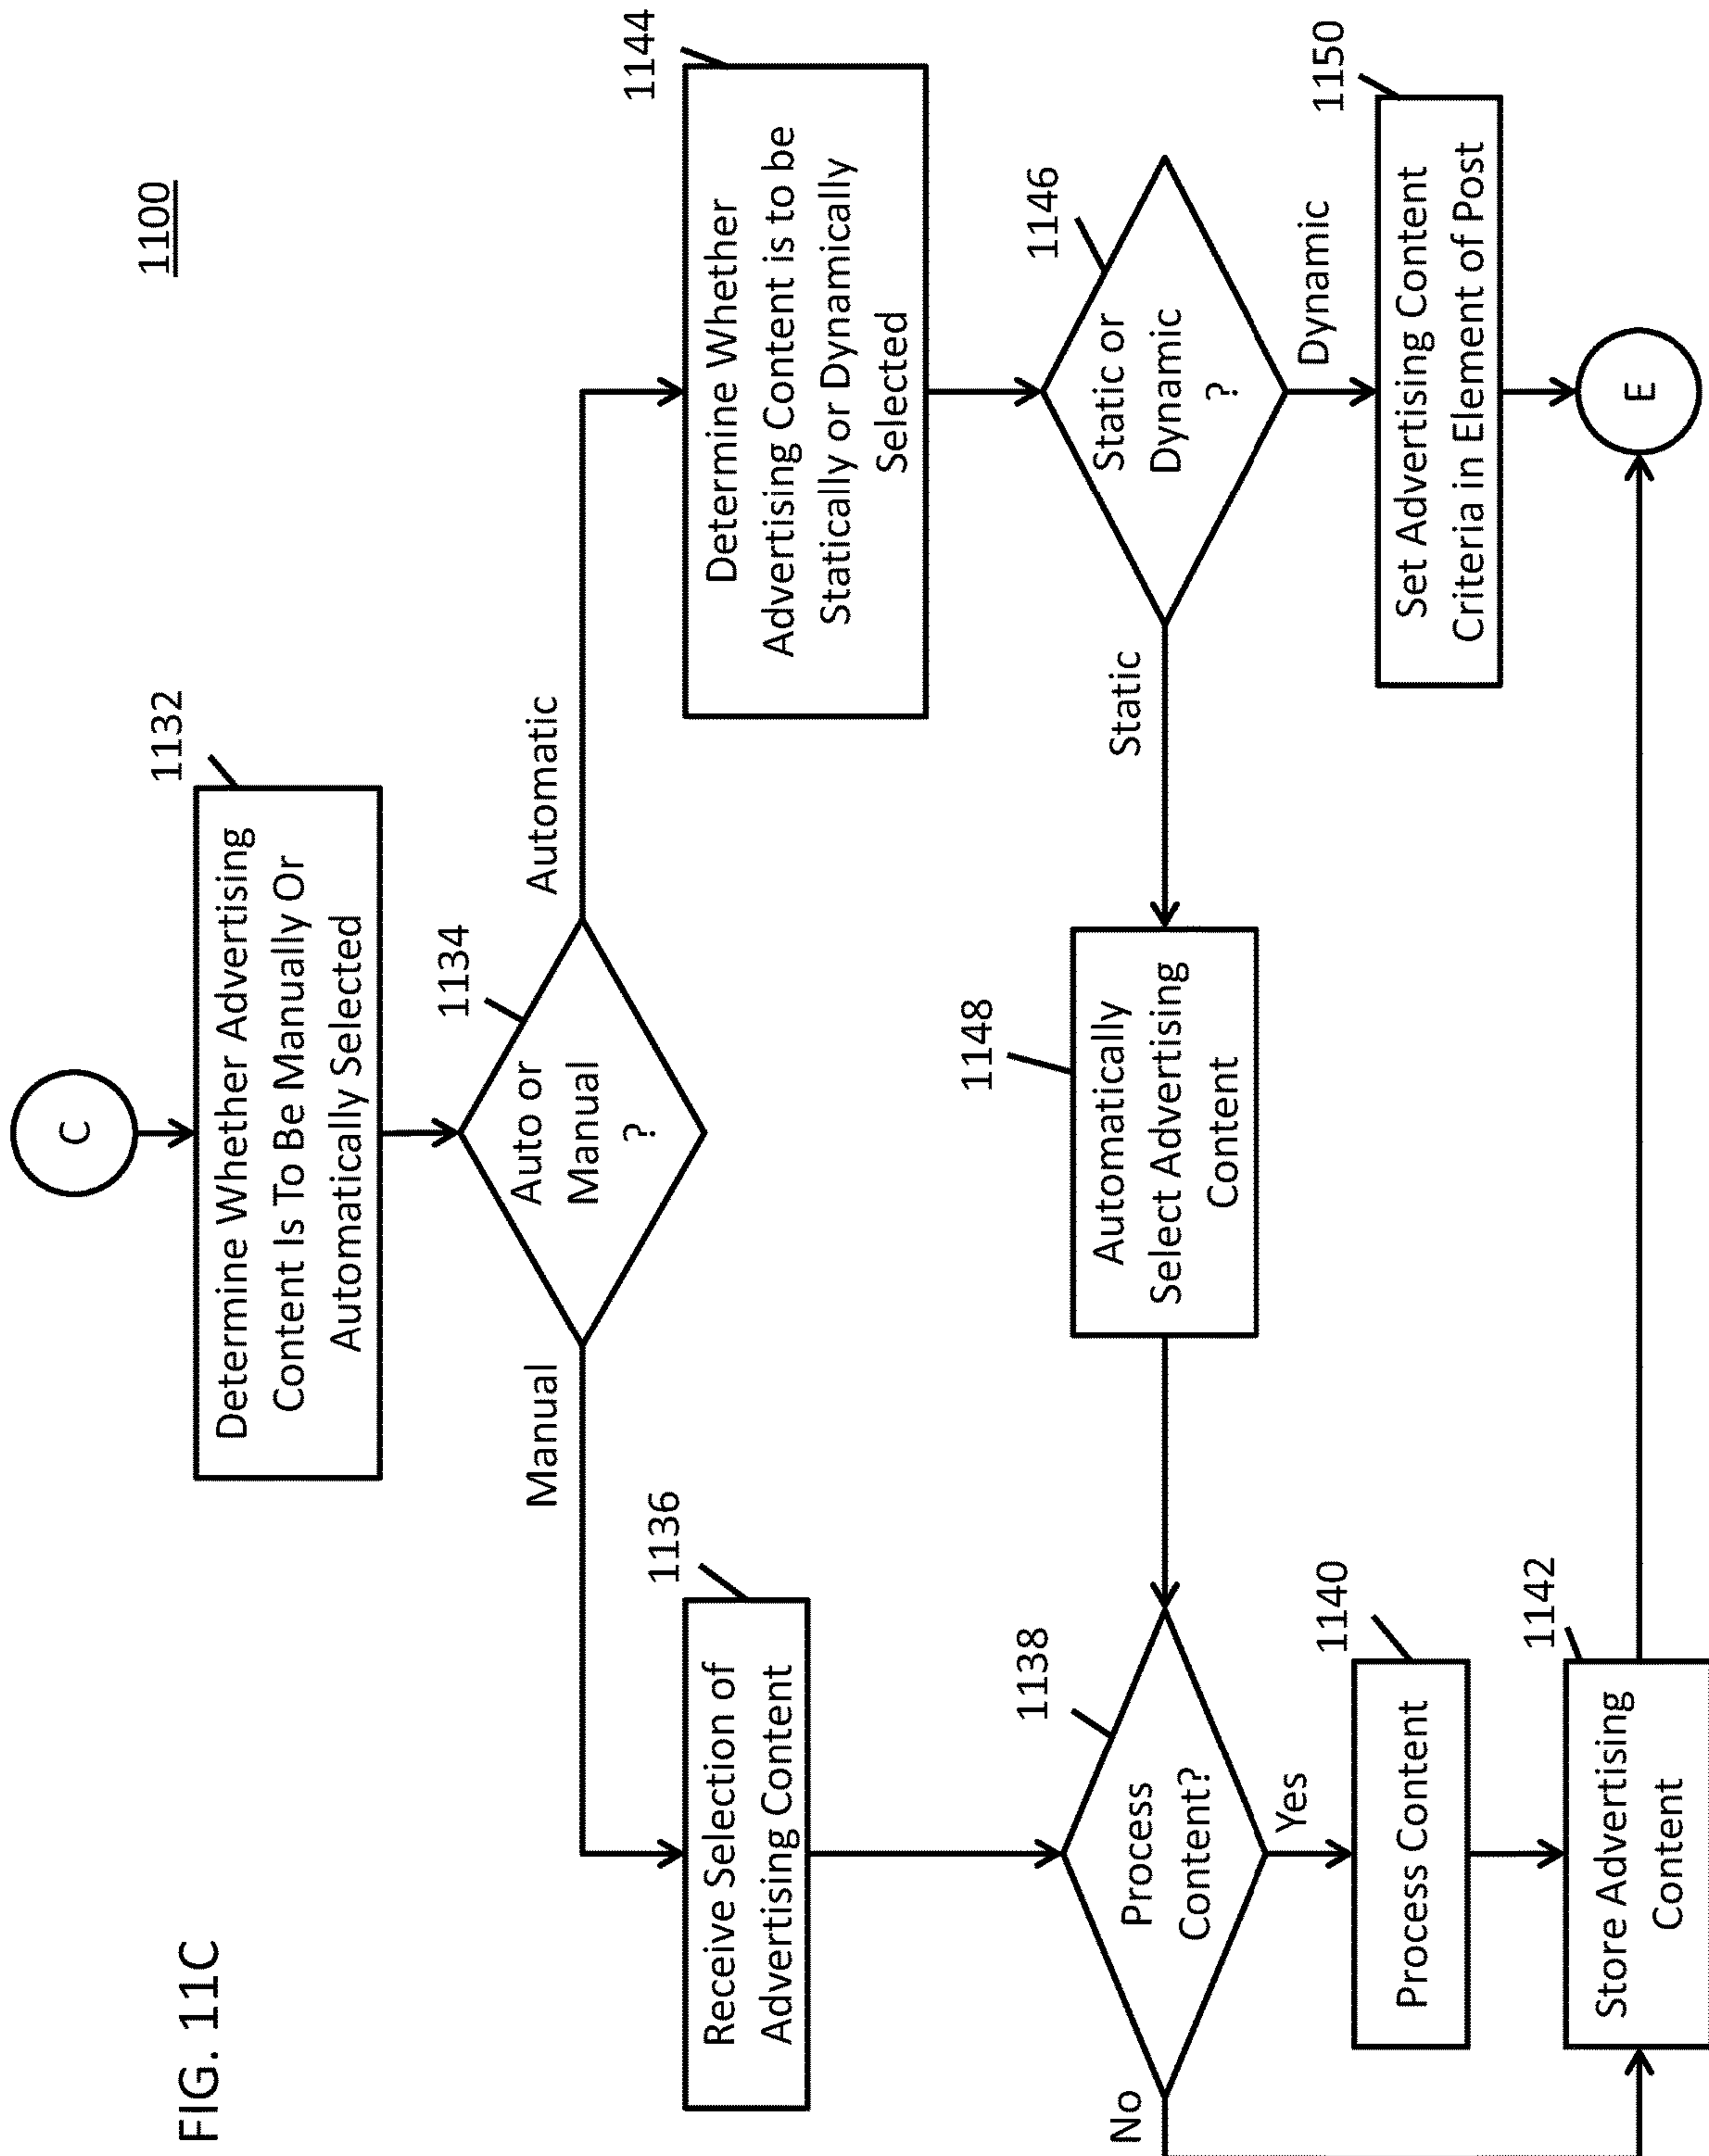 FIG. 11C
1100
C
1132
Determine Whether Advertising
Content Is To Be Manually Or
Automatically Selected
1134
Auto or
Manual
?
Manual
Automatic
1136
Receive Selection of
Advertising Content
1144
Determine Whether
Advertising Content is to be
Statically or Dynamically
Selected
1138
Process
Content?
No
Yes
1148
Automatically
Select Advertising
Content
Static
1146
Static or
Dynamic
?
Dynamic
1140
Process Content
1150
Set Advertising Content
Criteria in Element of Post
1142
Store Advertising
Content
E